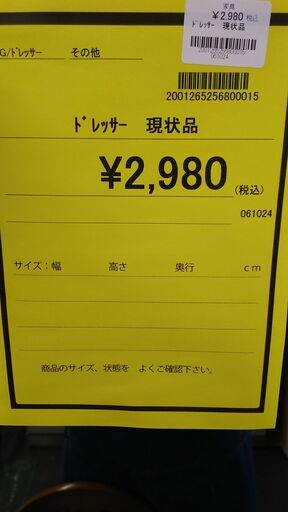 家具
¥2,980 税込
ﾄﾞﾚｯｻｰ 現状品
2001265256800015
061024
G/ﾄﾞﾚｯｻｰ その他
2001265256800015
ﾄﾞﾚｯｻｰ 現状品
¥2,980 (税込)
061024
サイズ:幅 高さ 奥行 cm
商品のサイズ、状態を よくご確認下さい。